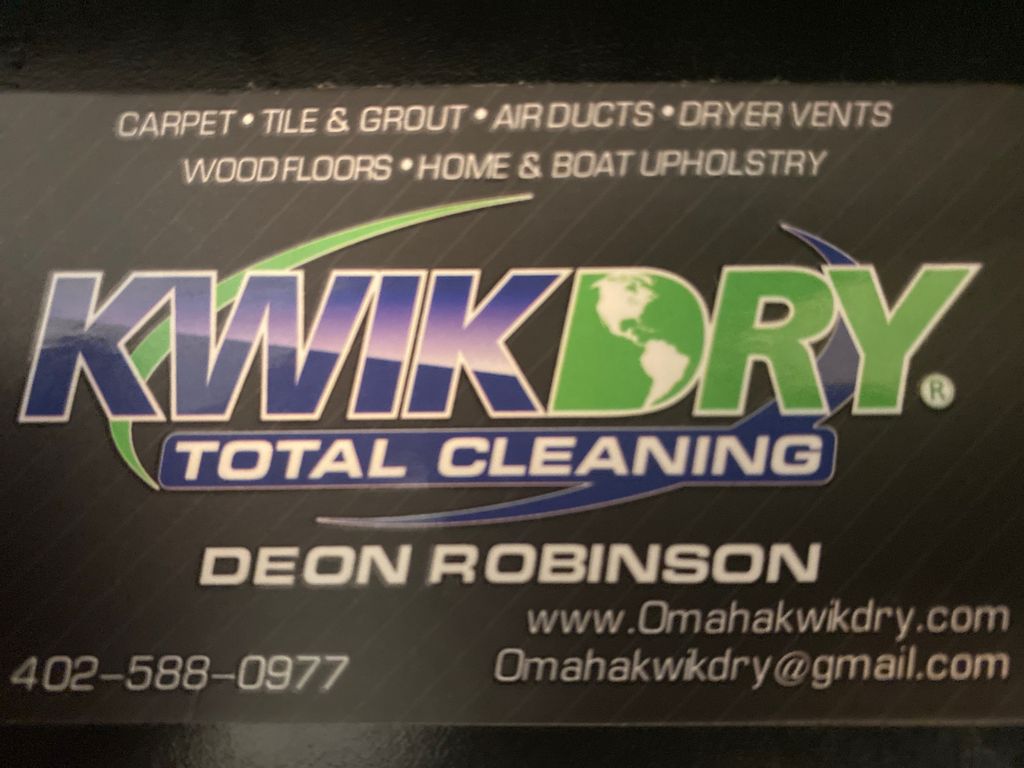 CARPET • TILE & GROUT • AIR DUCTS • DRYER VENTS
WOOD FLOORS • HOME & BOAT UPHOLSTRY
KWIKDRY®
TOTAL CLEANING
DEON ROBINSON
www.Omahakwikdry.com
402-588-0977 Omahakwikdry@gmail.com